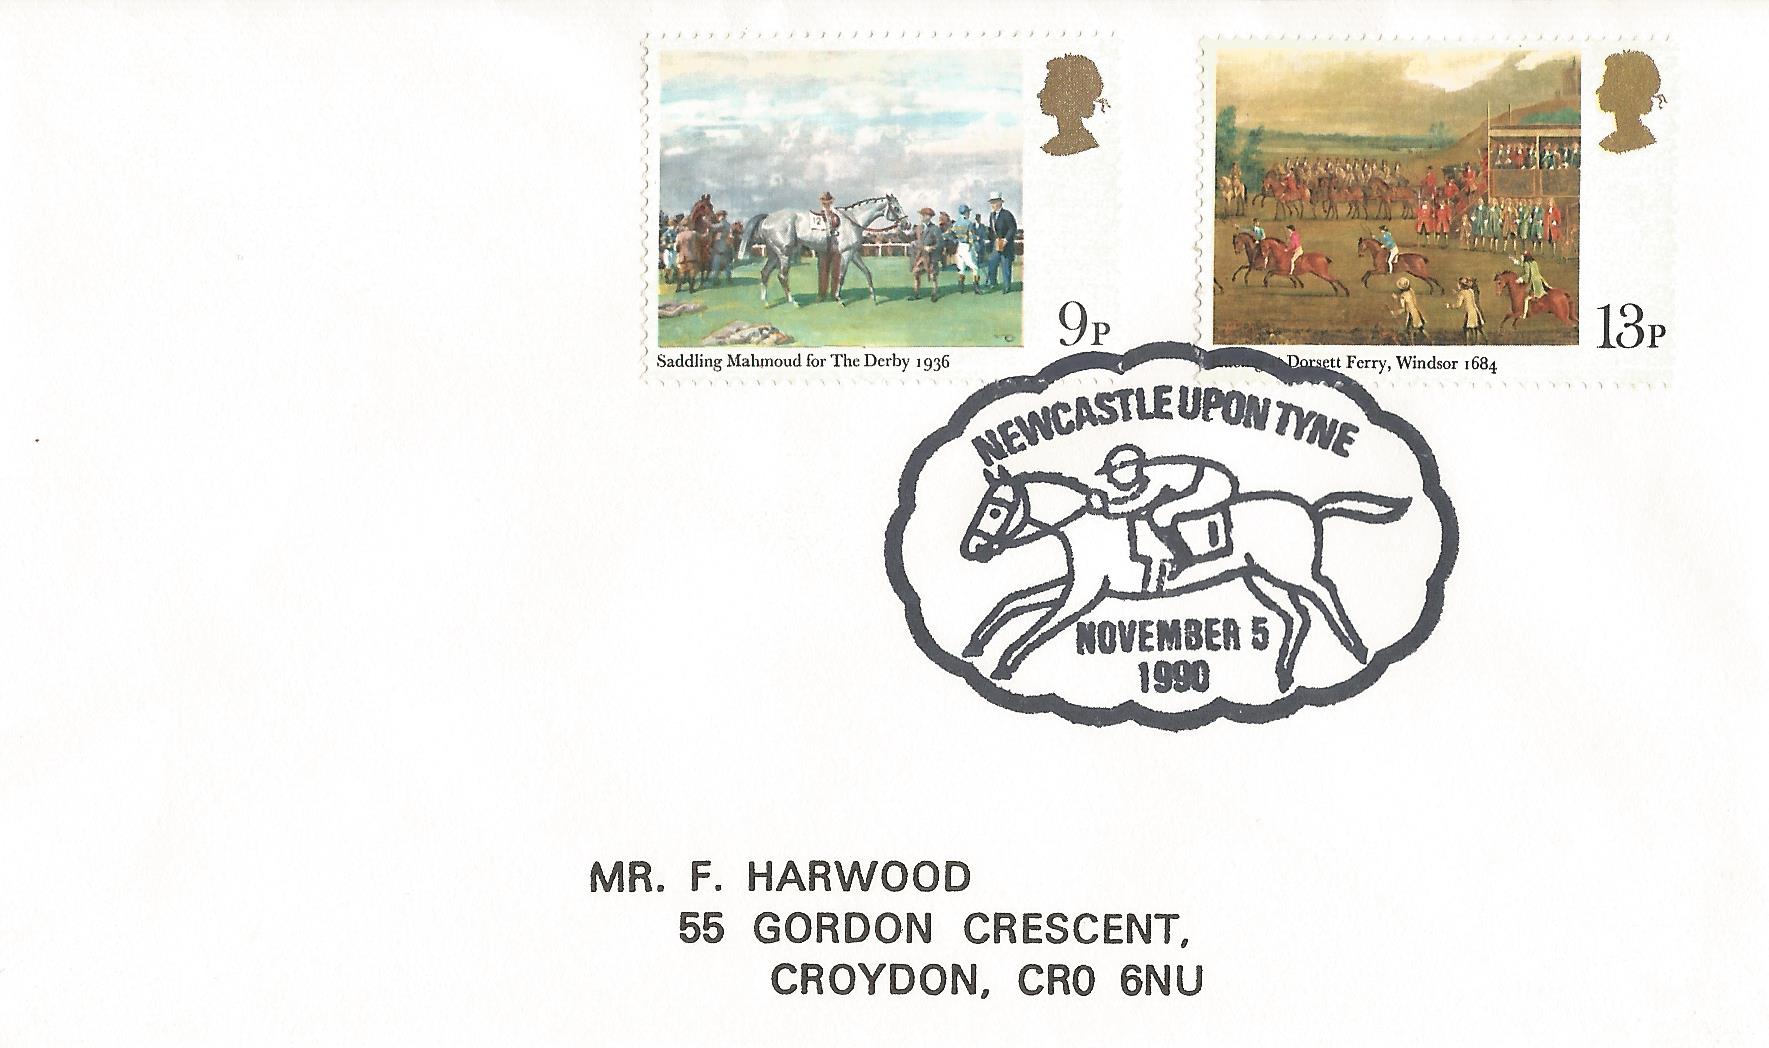 9P
Saddling Mahmoud for The Derby 1936
13P
Dorsett Ferry, Windsor 1684
NEWCASTLE UPON TYNE
NOVEMBER 5
1990
MR. F. HARWOOD
55 GORDON CRESCENT,
CROYDON, CR0 6NU